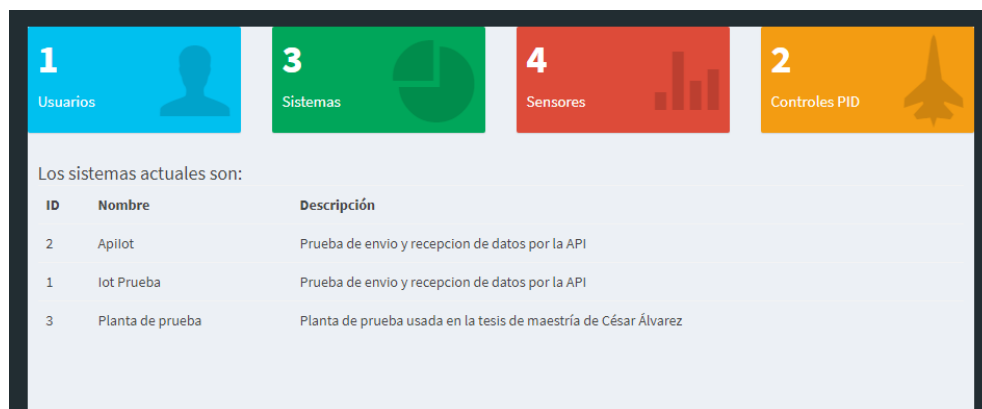 1
Usuarios
3
Sistemas
4
Sensores
2
Controles PID
Los sistemas actuales son:
ID Nombre Descripción
2 ApiIot Prueba de envio y recepcion de datos por la API
1 Iot Prueba Prueba de envio y recepcion de datos por la API
3 Planta de prueba Planta de prueba usada en la tesis de maestría de César Álvarez